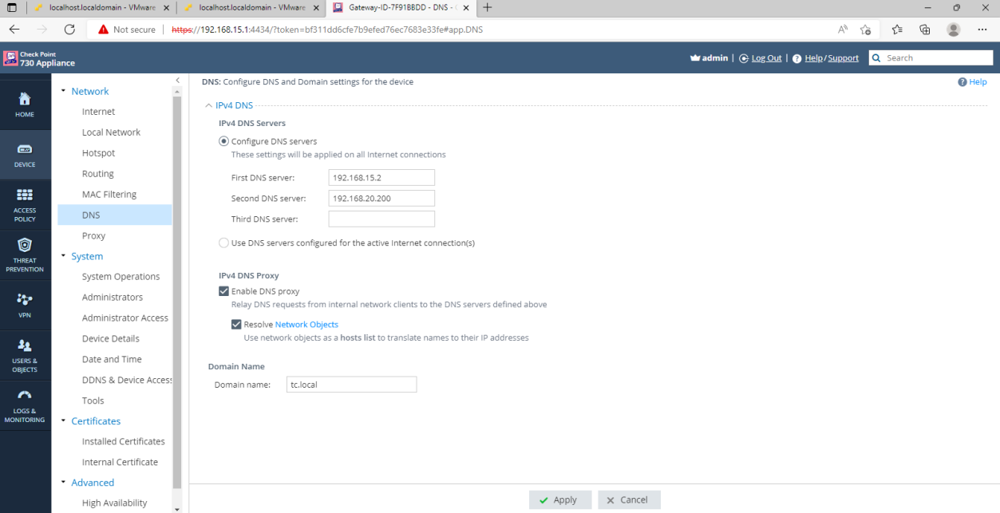 localhost.localdomain - VMware
localhost.localdomain - VMware
Gateway-ID-7F91BBDD - DNS -
Not secure
https://192.168.15.1:4434/?token=bf311dd6cfe7b9efed76ec7683e33fe#app.DNS
Check Point
730 Appliance
admin | Log Out | Help / Support
Search
HOME
DEVICE
ACCESS
POLICY
THREAT
PREVENTION
VPN
USERS &
OBJECTS
LOGS &
MONITORING
Network
Internet
Local Network
Hotspot
Routing
MAC Filtering
DNS
Proxy
System
System Operations
Administrators
Administrator Access
Device Details
Date and Time
DDNS & Device Access
Tools
Certificates
Installed Certificates
Internal Certificate
Advanced
High Availability
DNS: Configure DNS and Domain settings for the device
Help
IPv4 DNS
IPv4 DNS Servers
Configure DNS servers
These settings will be applied on all Internet connections
First DNS server: 192.168.15.2
Second DNS server: 192.168.20.200
Third DNS server:
Use DNS servers configured for the active Internet connection(s)
IPv4 DNS Proxy
Enable DNS proxy
Relay DNS requests from internal network clients to the DNS servers defined above
Resolve Network Objects
Use network objects as a hosts list to translate names to their IP addresses
Domain Name
Domain name: tc.local
Apply
Cancel